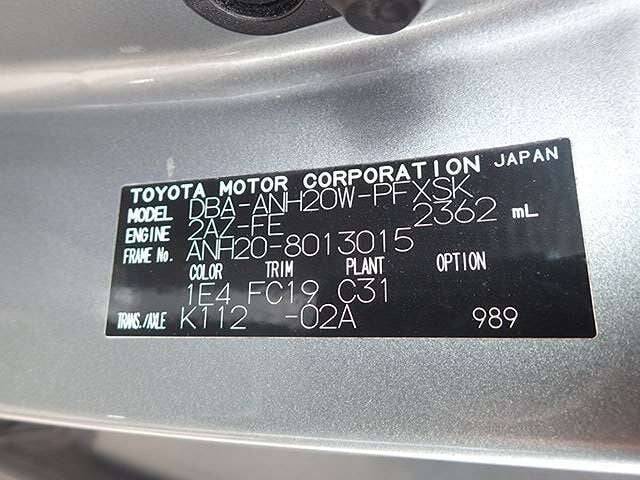 TOYOTA MOTOR CORPORATION JAPAN
MODEL DBA-ANH20W-PFXSK
ENGINE 2AZ-FE 2362 mL
FRAME No. ANH20-8013015
COLOR TRIM PLANT OPTION
1E4 FC19 C31
TRANS./AXLE K112 -02A 989